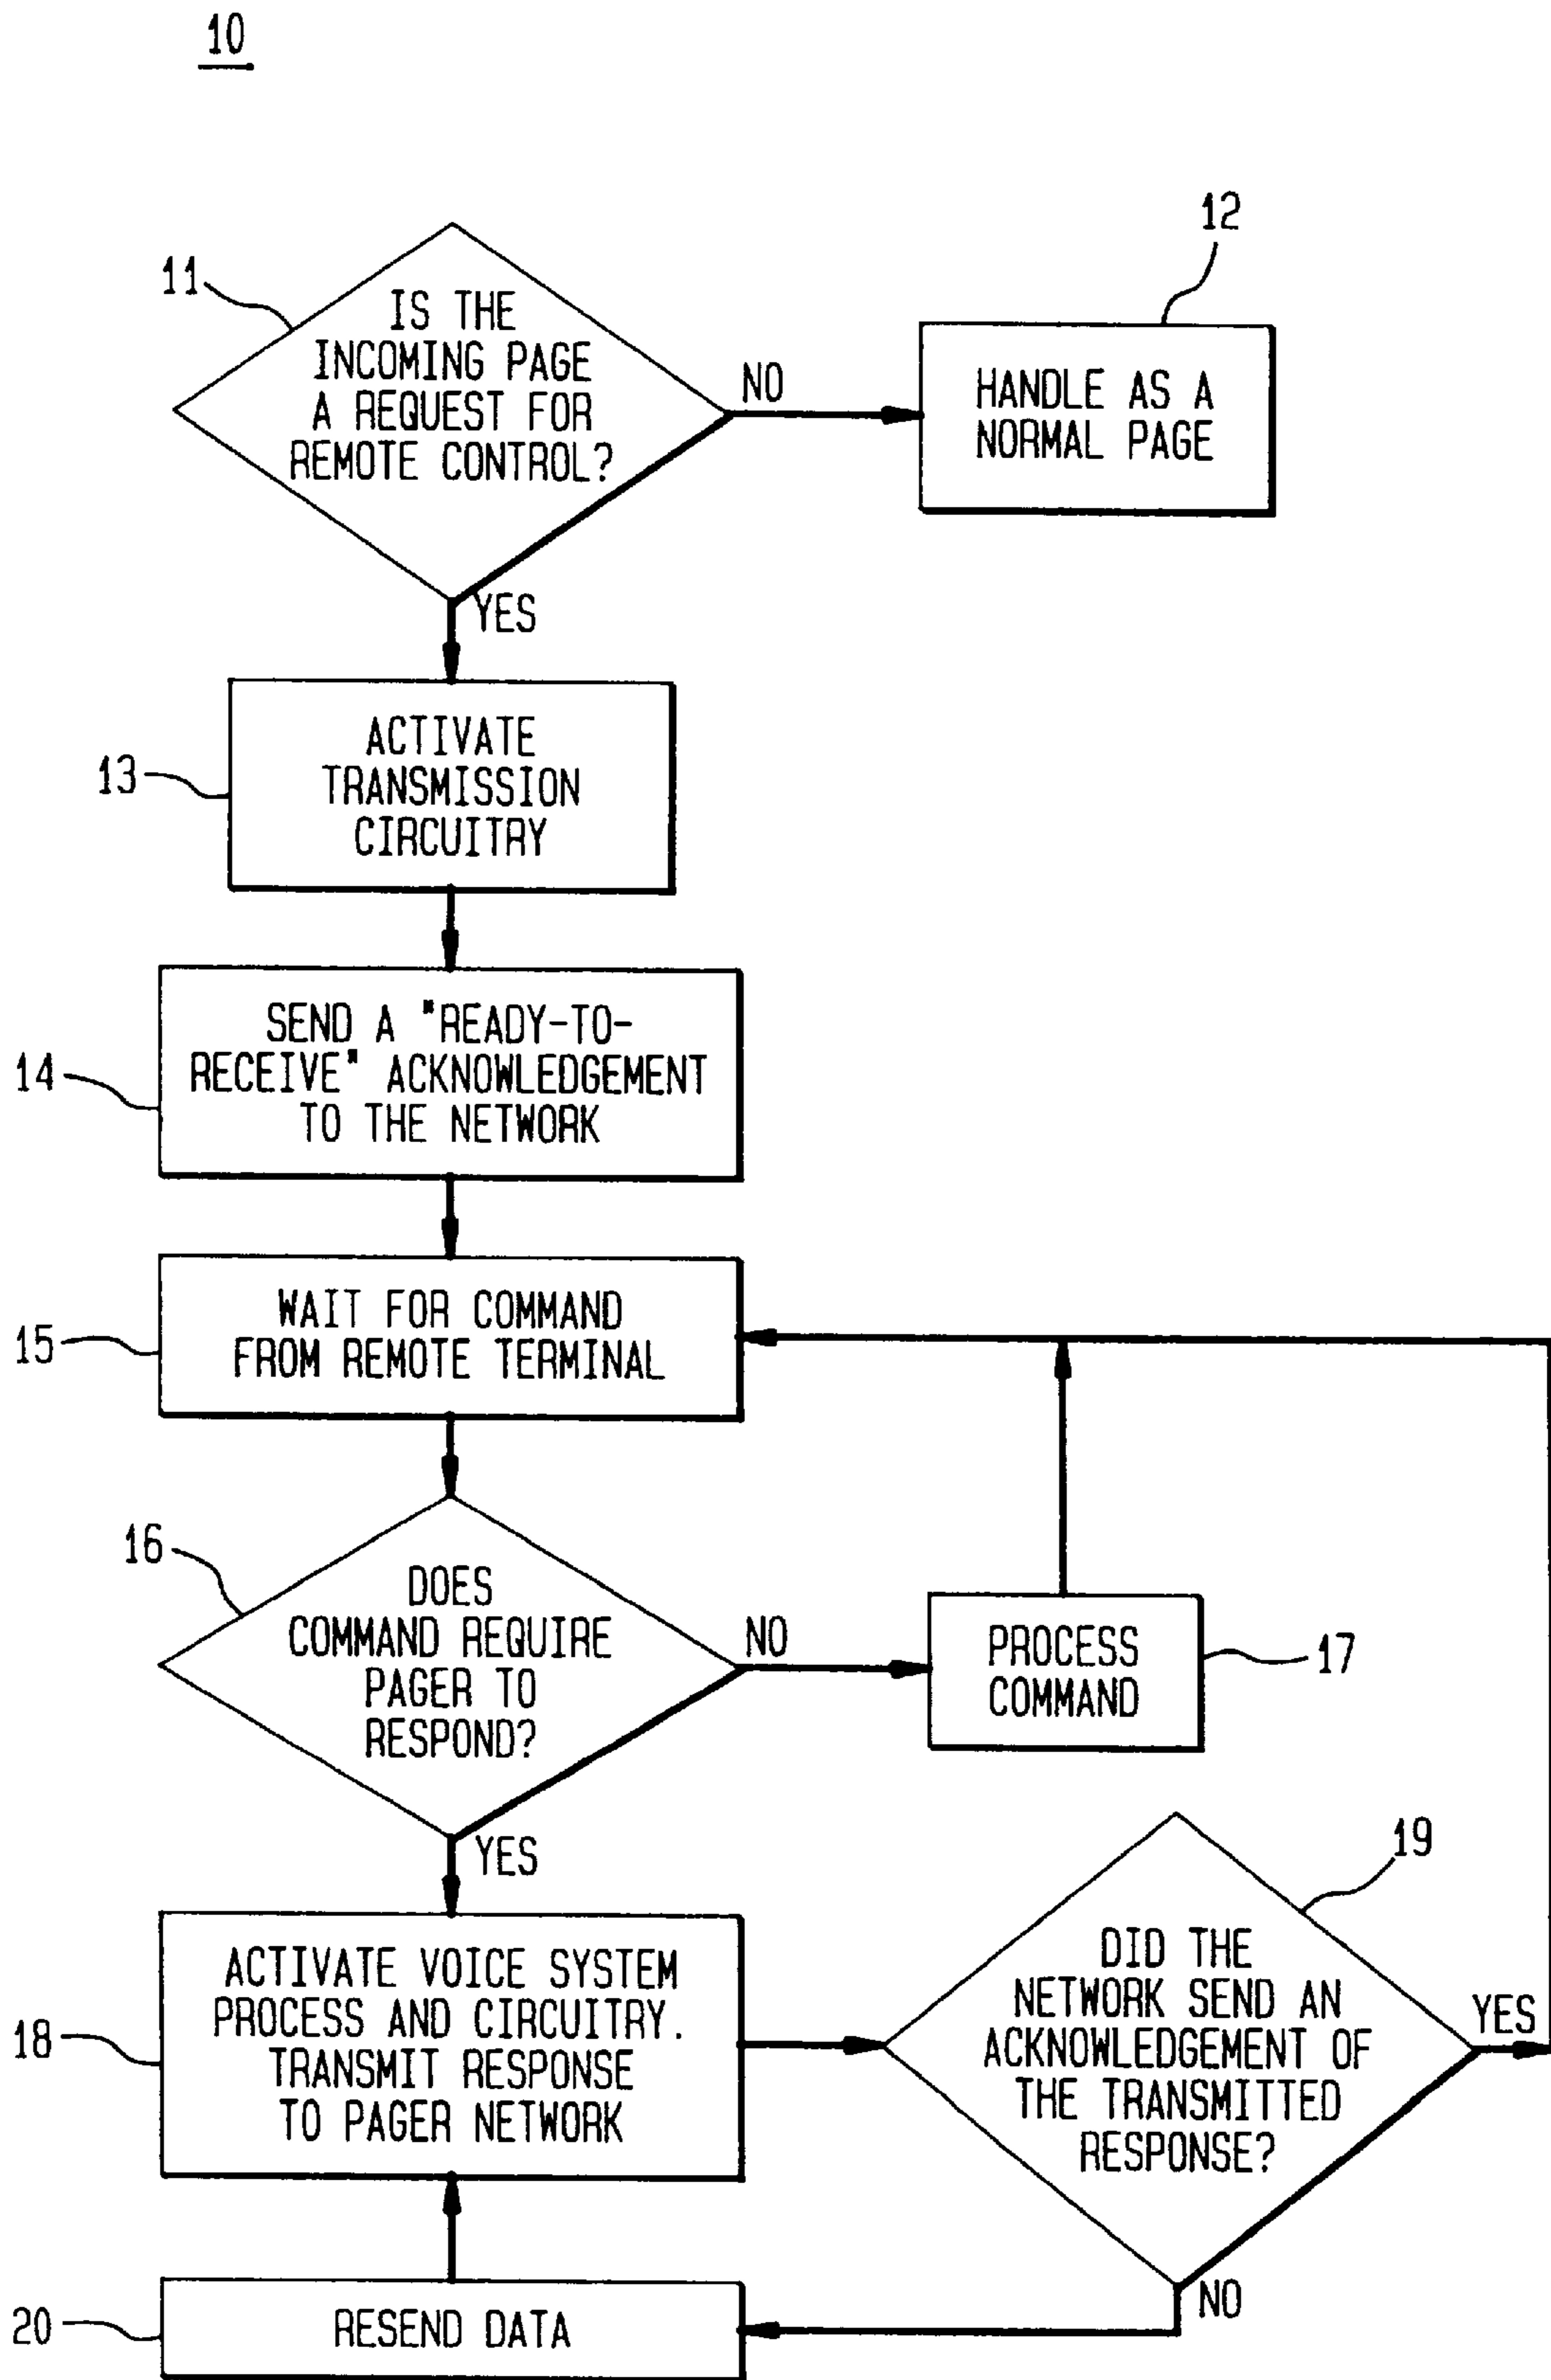 10
11
IS THE
INCOMING PAGE
A REQUEST FOR
REMOTE CONTROL?
NO
12
HANDLE AS A
NORMAL PAGE
YES
13
ACTIVATE
TRANSMISSION
CIRCUITRY
14
SEND A "READY-TO-
RECEIVE" ACKNOWLEDGEMENT
TO THE NETWORK
15
WAIT FOR COMMAND
FROM REMOTE TERMINAL
16
DOES
COMMAND REQUIRE
PAGER TO
RESPOND?
NO
PROCESS
COMMAND
17
YES
18
ACTIVATE VOICE SYSTEM
PROCESS AND CIRCUITRY.
TRANSMIT RESPONSE
TO PAGER NETWORK
19
DID THE
NETWORK SEND AN
ACKNOWLEDGEMENT OF
THE TRANSMITTED
RESPONSE?
YES
NO
20
RESEND DATA